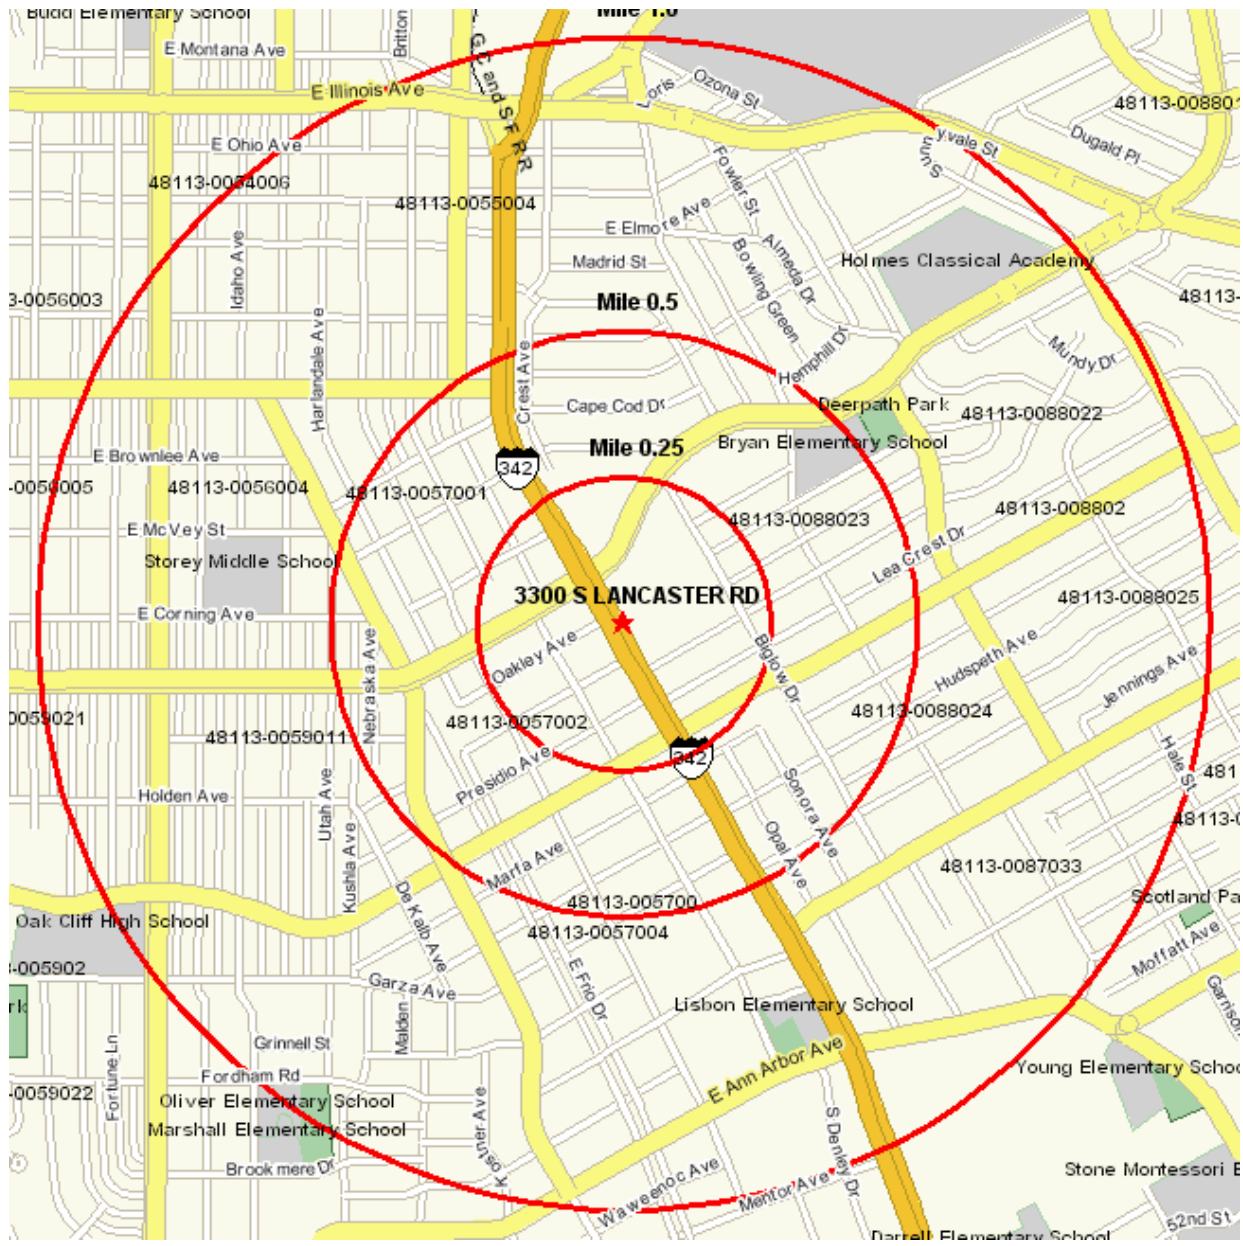 Budd Elementary School
Mile 1.0
E Montana Ave
Britton
G C and S F R R
E Illinois Ave
Loris
Ozona St
48113-00880
E Ohio Ave
yvale St
Dugald Pl
Ann S
48113-0054006
48113-0055004
Fowler St
E Elmore Ave
Idaho Ave
Madrid St
Bowling Green
Almeda Dr
Holmes Classical Academy
3-0056003
Mile 0.5
48113-
Harlandale Ave
Crest Ave
Hemphill Dr
Mundy Dr
Cape Cod Dr
Deerpath Park
48113-0088022
Bryan Elementary School
Mile 0.25
E Brownlee Ave
342
-0056005
48113-0056004
48113-0057001
48113-0088023
48113-008802
E McVey St
Lea Crest Dr
Storey Middle School
3300 S LANCASTER RD
48113-0088025
E Corning Ave
Oakley Ave
Biglow Dr
Hudspeth Ave
Nebraska Ave
Jennings Ave
0059021
48113-0059011
48113-0057002
48113-0088024
342
Presidio Ave
Hale St
481
Holden Ave
Utah Ave
Sonora Ave
48113-0
Opal Ave
Kushla Ave
Marfa Ave
48113-0087033
De Kalb Ave
48113-005700
Scotland Pa
Oak Cliff High School
48113-0057004
Moffatt Ave
3-005902
Garza Ave
E Frio Dr
Garrison
rk
Lisbon Elementary School
Malden
Grinnell St
Fortune Ln
E Ann Arbor Ave
Fordham Rd
Young Elementary Schoo
-0059022
Oliver Elementary School
Kostner Ave
Marshall Elementary School
S Denley Dr
Brookmere Dr
Waweenoc Ave
Mentor Ave
Stone Montessori E
52nd St
Darrell Elementary School